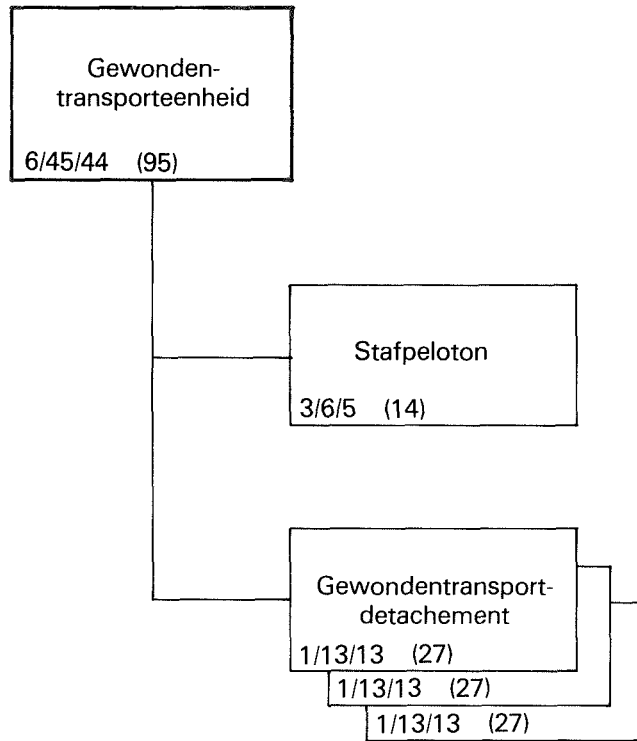 Gewonden-
transporteenheid
6/45/44 (95)
Stafpeloton
3/6/5 (14)
Gewondentransport-
detachement
1/13/13 (27)
1/13/13 (27)
1/13/13 (27)